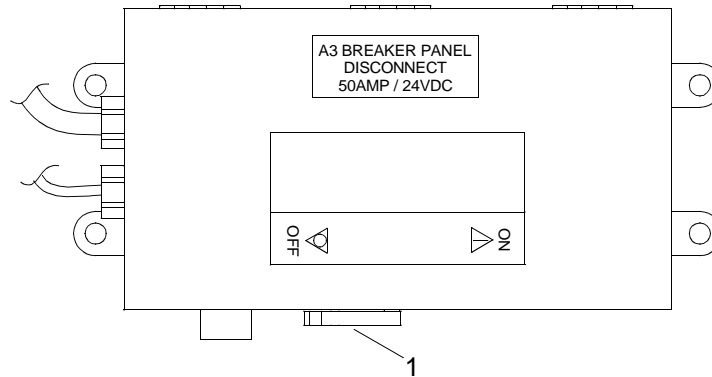 A3 BREAKER PANEL
DISCONNECT
50AMP / 24VDC
OFF
ON
1